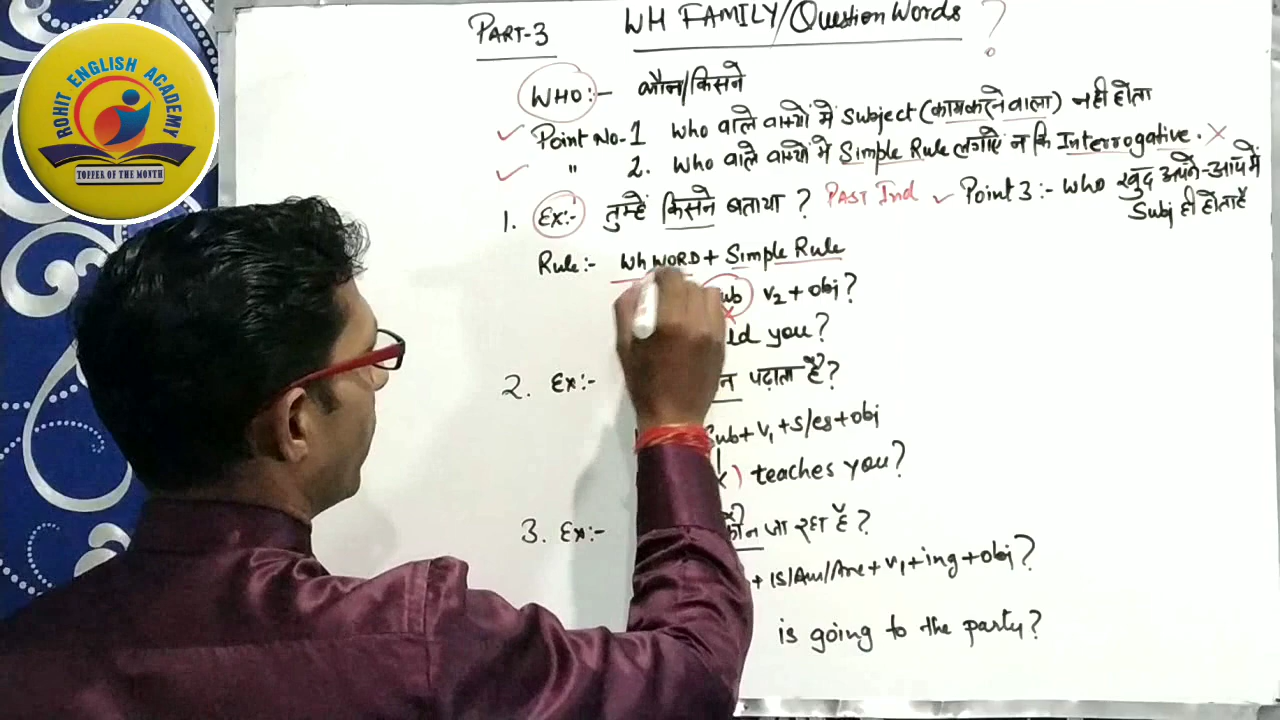 ROHIT ENGLISH ACADEMY
TOPPER OF THE MONTH
PART-3 WH FAMILY/Question Words ?
WHO:- कौन/किसने
Point No-1 Who वाले वाक्यों में Subject (कार्यकरने वाला) नही होता
" 2. Who वाले वाक्यों में Simple Rule लगाएं न कि Interrogative. ×
1. Ex:- तुम्हें किसने बताया ? PAST Ind Point 3:- Who खुद अपने-आप में
Subj ही होता है
Rule:- Wh WORD + Simple Rule
Sub V2 + obj?
you?
2. Ex:- पढ़ाता है?
Sub + V1 + S/es + obj
teaches you?
3. Ex:- कौन जा रहा है ?
+ is/Am/Are + V1 + ing + obj?
is going to the party?